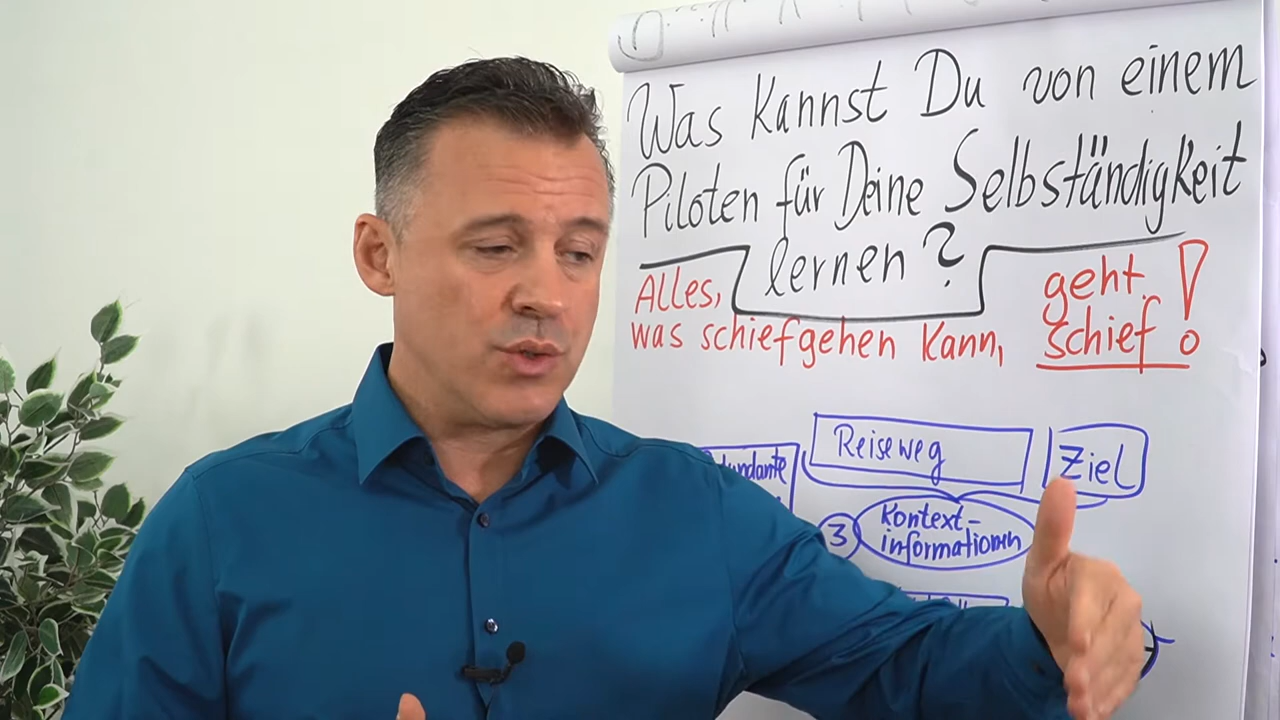 Was Kannst Du von einem
Piloten für Deine Selbständigkeit
lernen?
Alles, geht
was schiefgehen kann, schief!
Reiseweg
Ziel
3
Kontext-
informationen